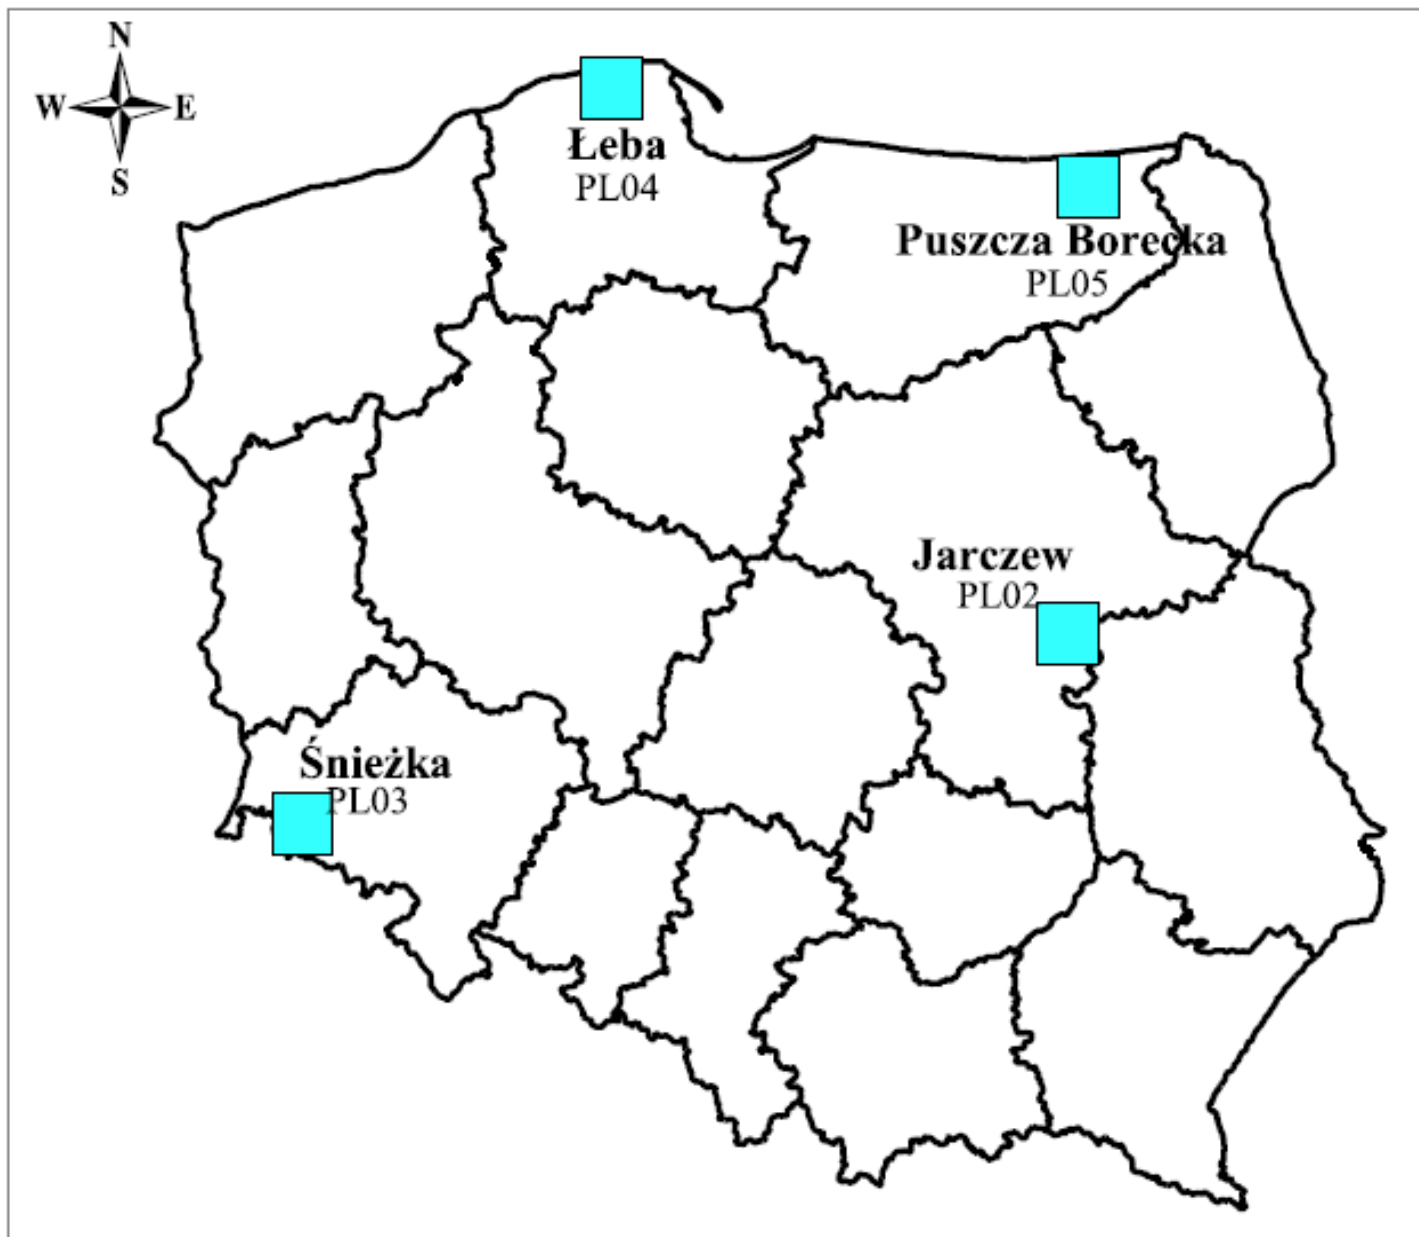 N
W E
S
Łeba
PL04
Puszcza Borecka
PL05
Jarczew
PL02
Śnieżka
PL03